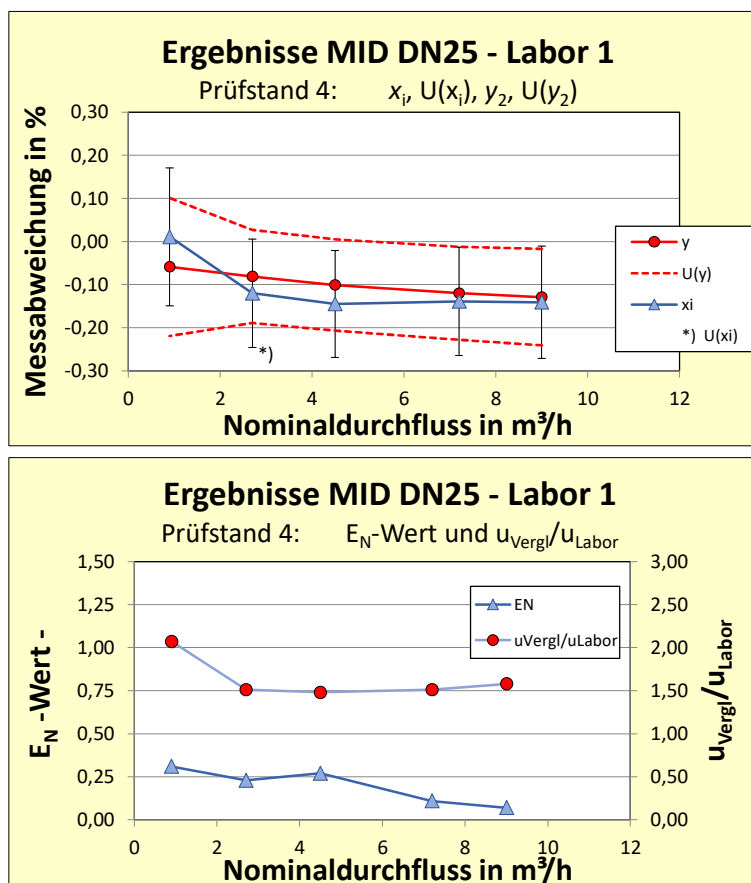 Ergebnisse MID DN25 - Labor 1
Prüfstand 4: xi, U(xi), y2, U(y2)
Messabweichung in %
0,30
0,20
0,10
0,00
-0,10
-0,20
-0,30
*)
y
U(y)
xi
*) U(xi)
0 2 4 6 8 10 12
Nominaldurchfluss in m³/h
Ergebnisse MID DN25 - Labor 1
Prüfstand 4: EN-Wert und uVergl/uLabor
EN -Wert -
1,50 3,00
1,25 2,50
1,00 2,00
0,75 1,50
0,50 1,00
0,25 0,50
0,00 0,00
EN
uVergl/uLabor
uVergl/uLabor
0 2 4 6 8 10 12
Nominaldurchfluss in m³/h